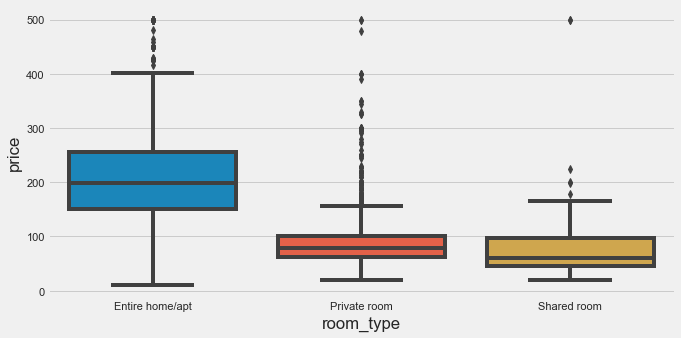 500
400
300
200
100
0
price
Entire home/apt
Private room
Shared room
room_type